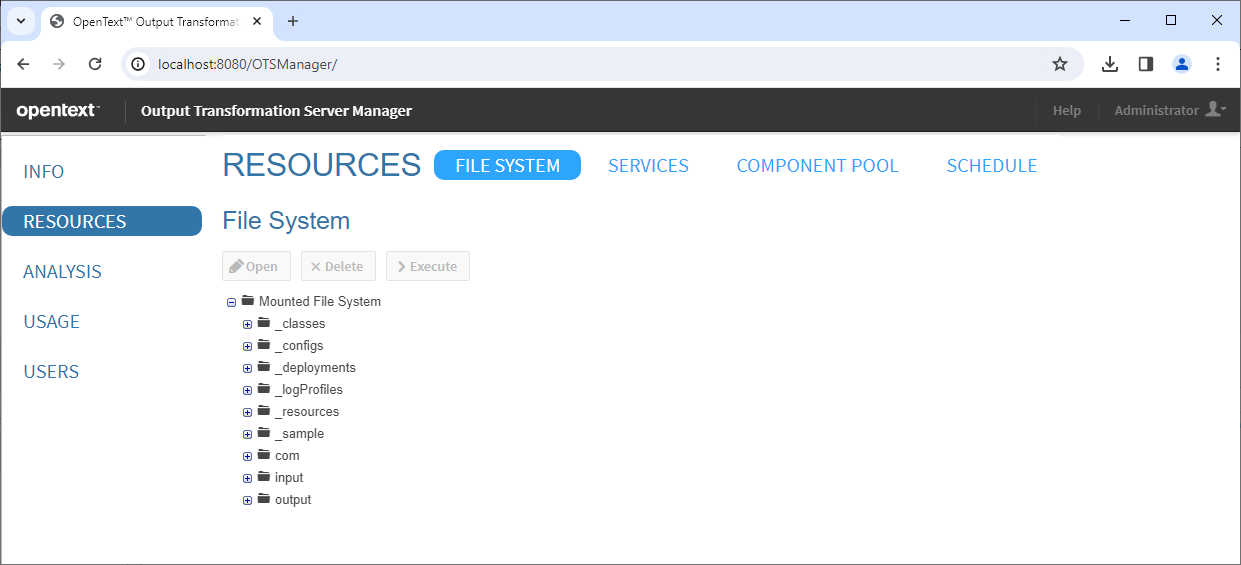 OpenText™ Output Transformat
localhost:8080/OTSManager/
opentext™ Output Transformation Server Manager Help Administrator
INFO
RESOURCES
ANALYSIS
USAGE
USERS
RESOURCES FILE SYSTEM SERVICES COMPONENT POOL SCHEDULE
File System
Open Delete Execute
Mounted File System
_classes
_configs
_deployments
_logProfiles
_resources
_sample
com
input
output